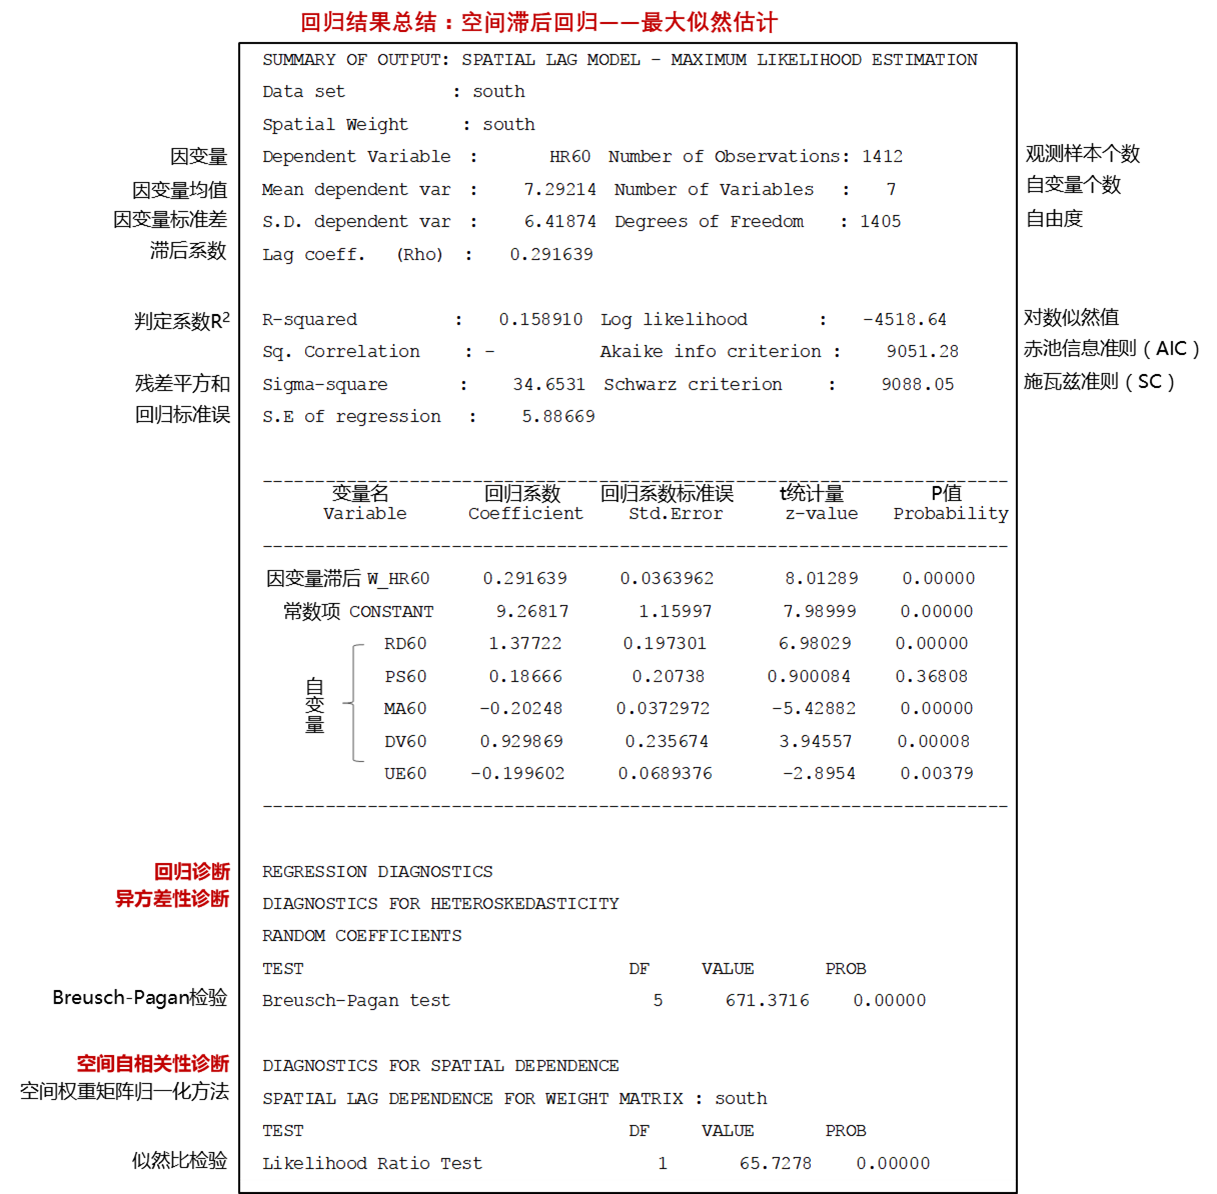 回归结果总结：空间滞后回归——最大似然估计
SUMMARY OF OUTPUT: SPATIAL LAG MODEL - MAXIMUM LIKELIHOOD ESTIMATION
Data set : south
Spatial Weight : south
因变量 Dependent Variable : HR60 Number of Observations: 1412 观测样本个数
因变量均值 Mean dependent var : 7.29214 Number of Variables : 7 自变量个数
因变量标准差 S.D. dependent var : 6.41874 Degrees of Freedom : 1405 自由度
滞后系数 Lag coeff. (Rho) : 0.291639
判定系数R² R-squared : 0.158910 Log likelihood : -4518.64 对数似然值
Sq. Correlation : - Akaike info criterion : 9051.28 赤池信息准则（AIC）
残差平方和 Sigma-square : 34.6531 Schwarz criterion : 9088.05 施瓦兹准则（SC）
回归标准误 S.E of regression : 5.88669
变量名 回归系数 回归系数标准误 t统计量 P值
Variable Coefficient Std.Error z-value Probability
因变量滞后 W_HR60 0.291639 0.0363962 8.01289 0.00000
常数项 CONSTANT 9.26817 1.15997 7.98999 0.00000
RD60 1.37722 0.197301 6.98029 0.00000
自变量 PS60 0.18666 0.20738 0.900084 0.36808
MA60 -0.20248 0.0372972 -5.42882 0.00000
DV60 0.929869 0.235674 3.94557 0.00008
UE60 -0.199602 0.0689376 -2.8954 0.00379
回归诊断 REGRESSION DIAGNOSTICS
异方差性诊断 DIAGNOSTICS FOR HETEROSKEDASTICITY
RANDOM COEFFICIENTS
TEST DF VALUE PROB
Breusch-Pagan检验 Breusch-Pagan test 5 671.3716 0.00000
空间自相关性诊断 DIAGNOSTICS FOR SPATIAL DEPENDENCE
空间权重矩阵归一化方法 SPATIAL LAG DEPENDENCE FOR WEIGHT MATRIX : south
TEST DF VALUE PROB
似然比检验 Likelihood Ratio Test 1 65.7278 0.00000